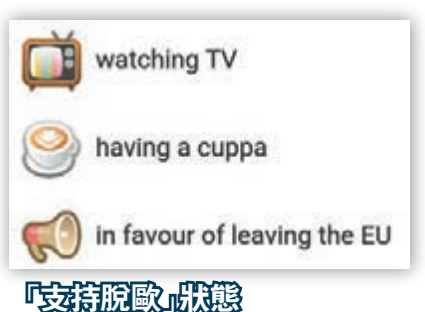 watching TV
having a cuppa
in favour of leaving the EU
「支持脫歐」狀態